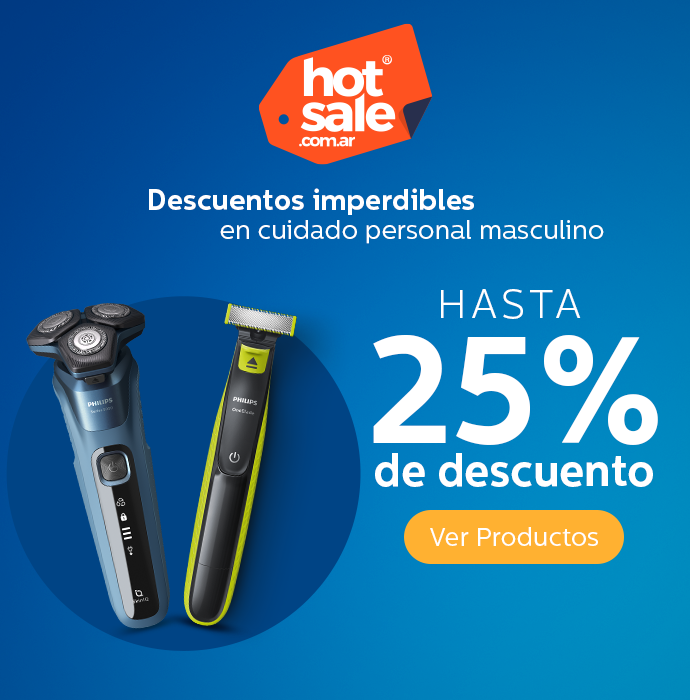 hot®
sale
.com.ar
Descuentos imperdibles
en cuidado personal masculino
HASTA
25%
de descuento
Ver Productos
PHILIPS
PHILIPS
OneBlade